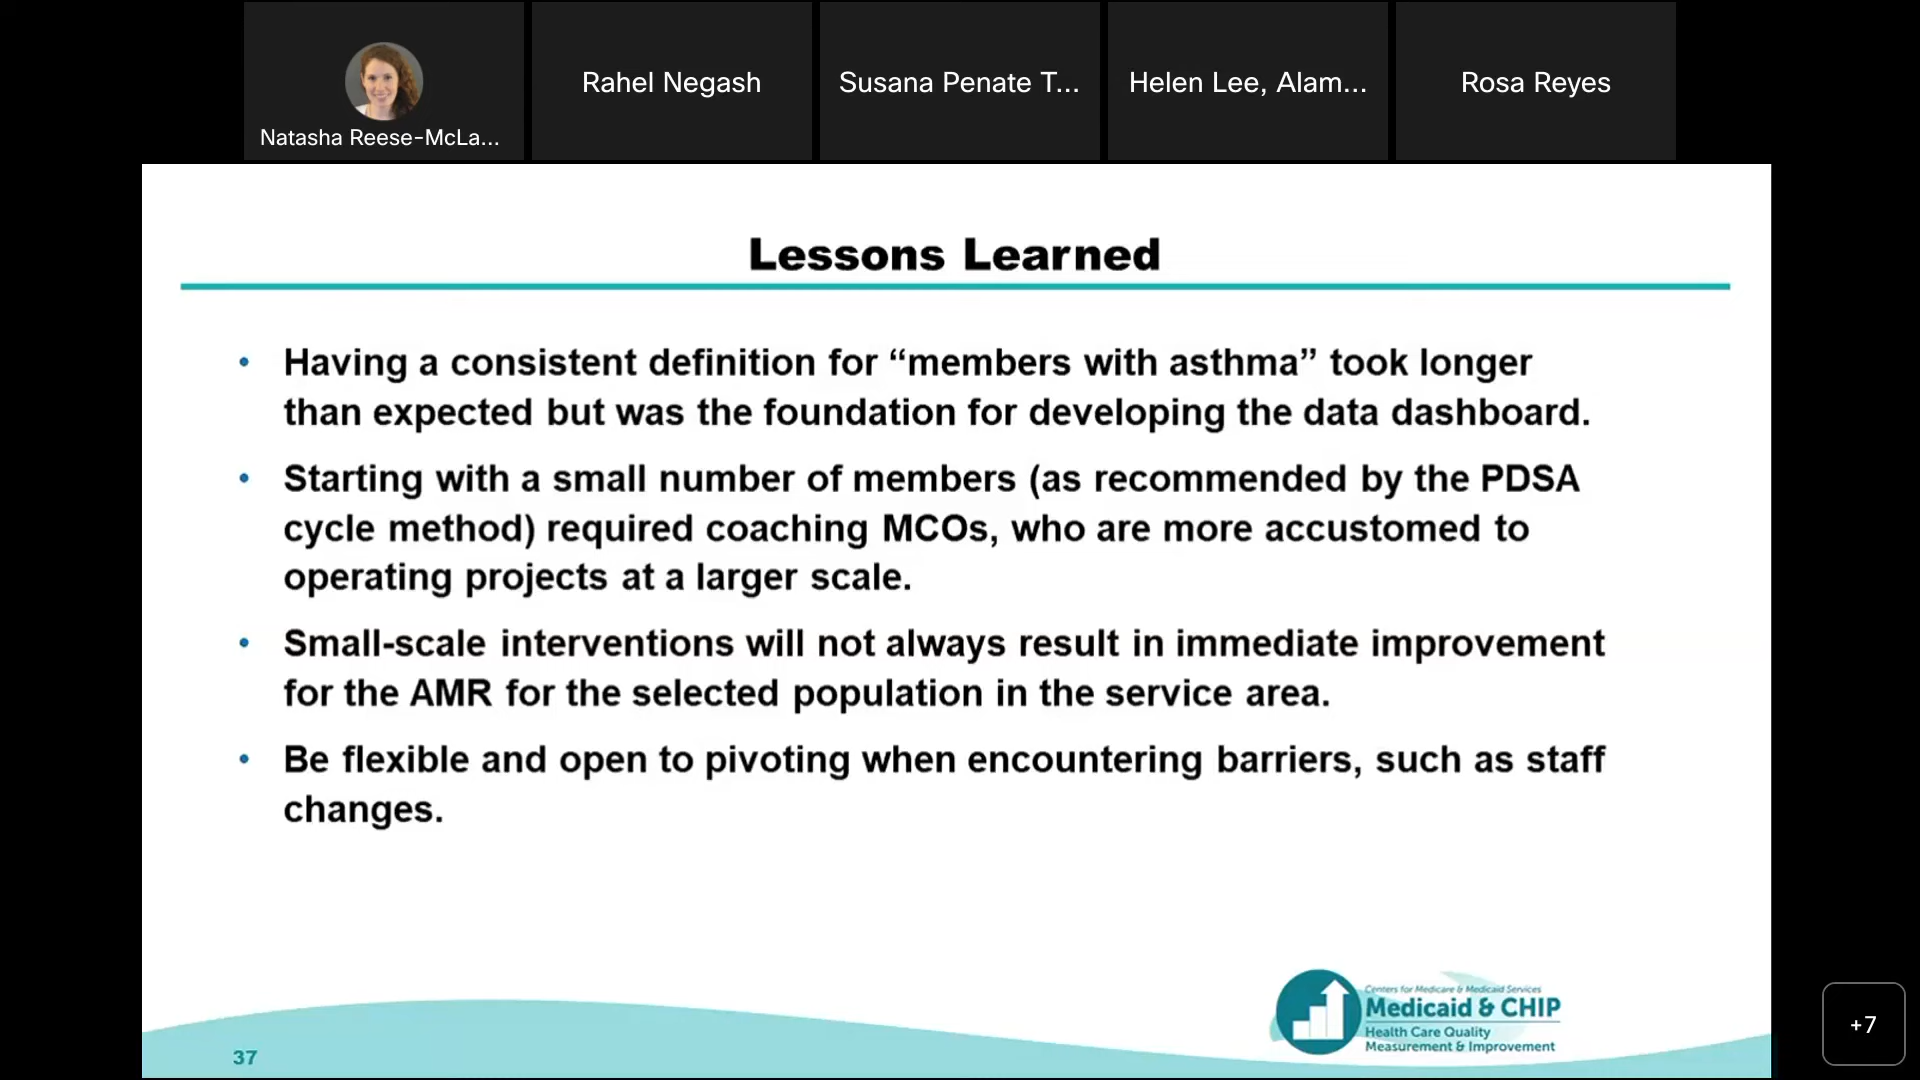 Natasha Reese-McLa...
Rahel Negash
Susana Penate T...
Helen Lee, Alam...
Rosa Reyes
Lessons Learned
• Having a consistent definition for “members with asthma” took longer
than expected but was the foundation for developing the data dashboard.
• Starting with a small number of members (as recommended by the PDSA
cycle method) required coaching MCOs, who are more accustomed to
operating projects at a larger scale.
• Small-scale interventions will not always result in immediate improvement
for the AMR for the selected population in the service area.
• Be flexible and open to pivoting when encountering barriers, such as staff
changes.
Centers for Medicare & Medicaid Services
Medicaid & CHIP
Health Care Quality
Measurement & Improvement
37
+7